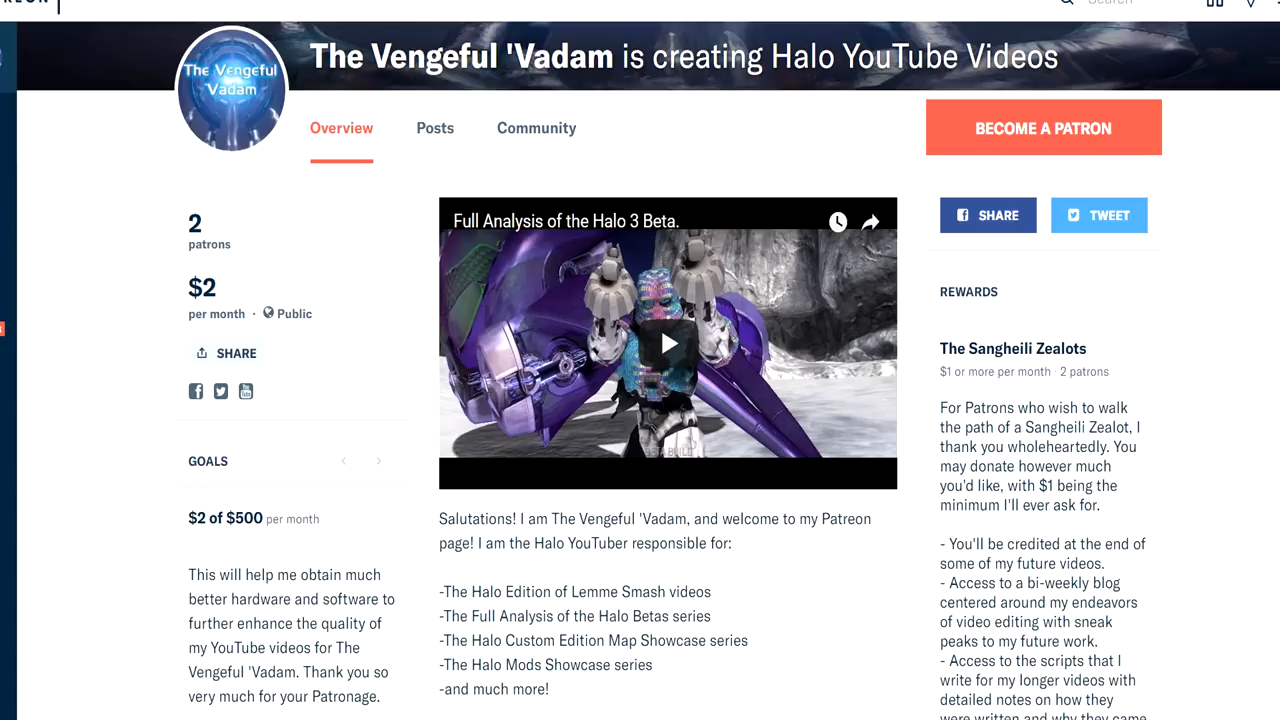 Search
The Vengeful 'Vadam is creating Halo YouTube Videos
The Vengeful
Vadam
Overview
Posts
Community
BECOME A PATRON
2
patrons
$2
per month · Public
SHARE
GOALS
$2 of $500 per month
This will help me obtain much
better hardware and software to
further enhance the quality of
my YouTube videos for The
Vengeful 'Vadam. Thank you so
very much for your Patronage.
Full Analysis of the Halo 3 Beta.
Salutations! I am The Vengeful 'Vadam, and welcome to my Patreon
page! I am the Halo YouTuber responsible for:
-The Halo Edition of Lemme Smash videos
-The Full Analysis of the Halo Betas series
-The Halo Custom Edition Map Showcase series
-The Halo Mods Showcase series
-and much more!
SHARE
TWEET
REWARDS
The Sangheili Zealots
$1 or more per month · 2 patrons
For Patrons who wish to walk
the path of a Sangheili Zealot, I
thank you wholeheartedly. You
may donate however much
you'd like, with $1 being the
minimum I'll ever ask for.
- You'll be credited at the end of
some of my future videos.
- Access to a bi-weekly blog
centered around my endeavors
of video editing with sneak
peaks to my future work.
- Access to the scripts that I
write for my longer videos with
detailed notes on how they
were written and why they came